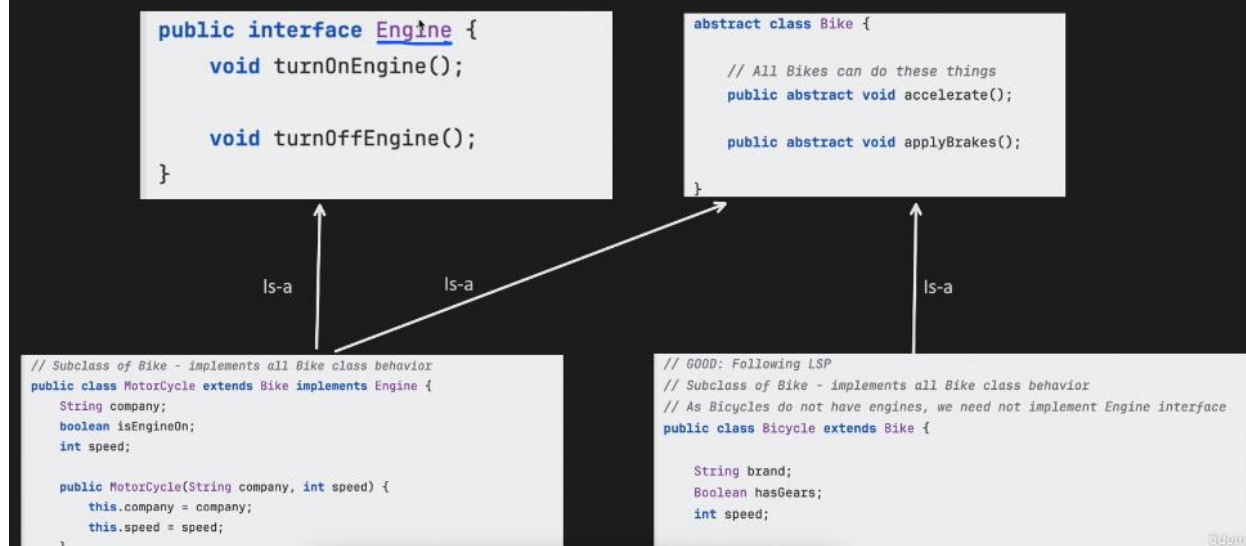 public interface Engine {
void turnOnEngine();
void turnOffEngine();
}
abstract class Bike {
// All Bikes can do these things
public abstract void accelerate();
public abstract void applyBrakes();
}
Is-a
Is-a
Is-a
// Subclass of Bike - implements all Bike class behavior
public class MotorCycle extends Bike implements Engine {
String company;
boolean isEngineOn;
int speed;
public MotorCycle(String company, int speed) {
this.company = company;
this.speed = speed;
}
// GOOD: Following LSP
// Subclass of Bike - implements all Bike class behavior
// As Bicycles do not have engines, we need not implement Engine interface
public class Bicycle extends Bike {
String brand;
Boolean hasGears;
int speed;